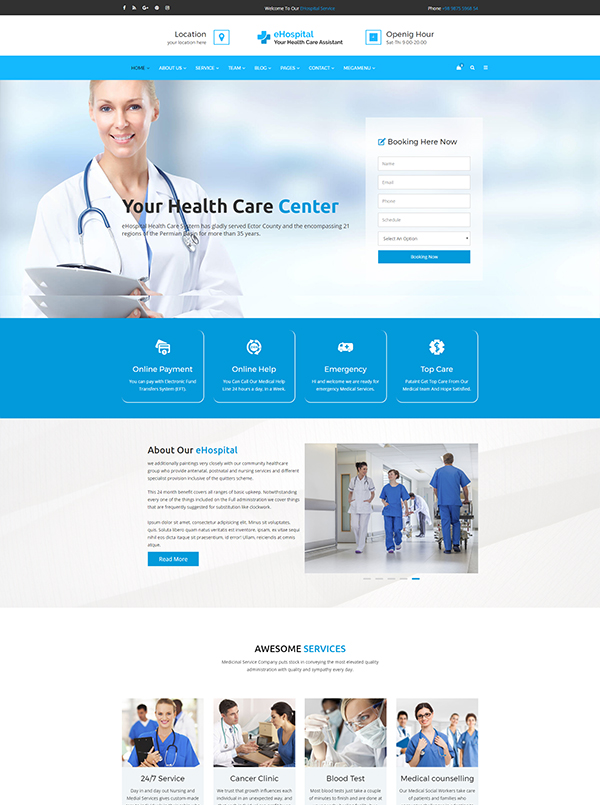 Welcome To Our Ehospital Service
Phone:
Location
your location here
eHospital
Your Health Care Assistant
Openig Hour
Sat-Th: 9.00-20.00
HOME
ABOUT US
SERVICE
TEAM
BLOG
PAGES
CONTACT
MEGAMENU
Your Health Care Center
eHospital Health Care System has gladly served Ector County and the encompassing 21
regions of the Permian Basin for more than 35 years.
Booking Here Now
Name
Email
Phone
Schedule
Select An Option
Booking Now
Online Payment
You can pay with Electronic Fund
Transfers System (EFT).
Online Help
You Can Call Our Medical Help
Line 24 hours a day, in a Week.
Emergency
Hi and welcome we are ready for
emergency Medical Services.
Top Care
Patuint Get Top Care From Our
Medical team And Hope Satisfied.
About Our eHospital
we additionally paintings very closely with our community healthcare
group who provide antenatal, postnatal and nursing services and different
specialist provision inclusive of the quitters scheme.
This 24 month benefit covers all ranges of basic upkeep. Notwithstanding
every one of the things included on the Full administration we cover things
that are frequently suggested for substitution like clockwork.
Ipsum dolor sit amet, consectetur adipisicing elit. Minus sit voluptates,
quis. Soluta libero quam natus veritatis est inventore, ipsam, ex vitae sequi
nihil eos dicta itaque sit praesentium, id error! Ullam, reiciendis at omnis
atque.
Read More
AWESOME SERVICES
Medicinal Service Company puts stock in conveying the most elevated quality
administration with quality and sympathy every day.
24/7 Service
Day in and day out Nursing and
Medial Services gives custom-made
Cancer Clinic
We trust that growth influences each
individual in an unexpected way, and
Blood Test
Most blood tests just take a couple
of minutes to finish and are done at
Medical counselling
Our Medical Social Workers take care
of patients and families who